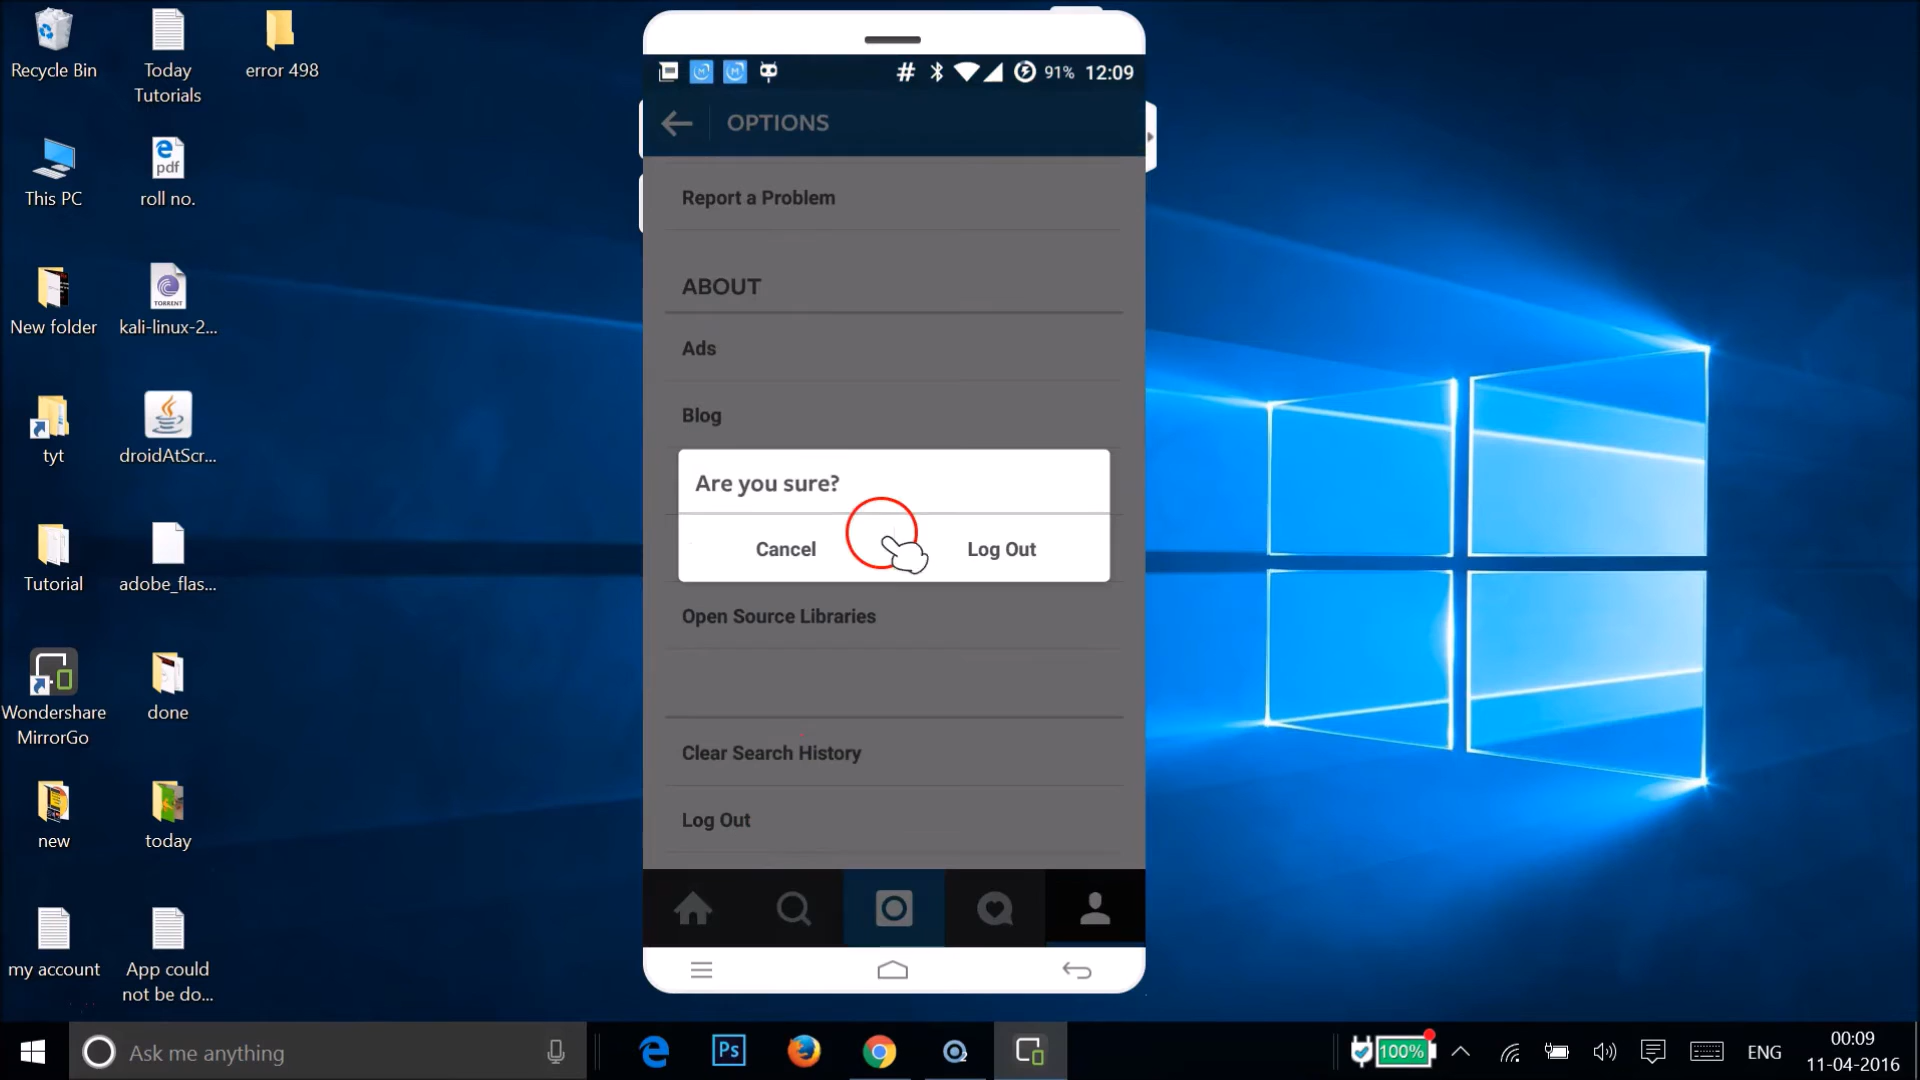 Recycle Bin
Today
Tutorials
error 498
This PC
pdf
roll no.
New folder
TORRENT
kali-linux-2...
tyt
droidAtScr...
Tutorial
adobe_flas...
Wondershare
MirrorGo
done
new
today
my account
App could
not be do...
91% 12:09
OPTIONS
Report a Problem
ABOUT
Ads
Blog
Are you sure?
Cancel
Log Out
Open Source Libraries
Clear Search History
Log Out
Ask me anything
Ps
100%
ENG
00:09
11-04-2016